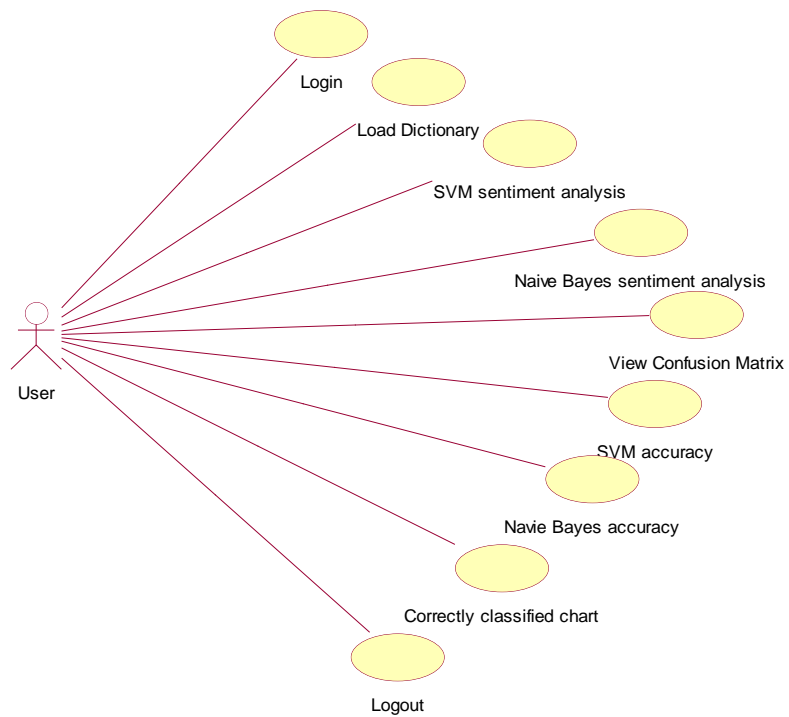 Login
Load Dictionary
SVM sentiment analysis
Naive Bayes sentiment analysis
View Confusion Matrix
User
SVM accuracy
Navie Bayes accuracy
Correctly classified chart
Logout